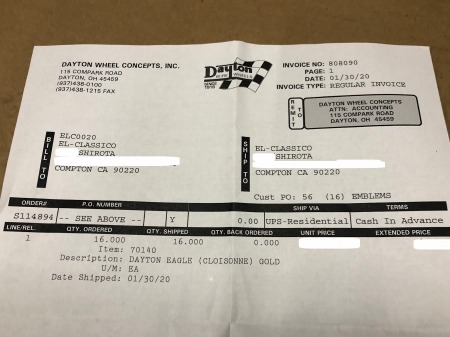 DAYTON WHEEL CONCEPTS, INC.
115 COMPARK ROAD
DAYTON, OH 45459
(937)438-0100
(937)438-1215 FAX
Dayton
WIRE WHEELS
SINCE 1916
INVOICE NO: 808090
PAGE: 1
DATE: 01/30/20
INVOICE TYPE: REGULAR INVOICE
REMIT TO
DAYTON WHEEL CONCEPTS
ATTN: ACCOUNTING
115 COMPARK ROAD
DAYTON, OH 45459
BILL TO
ELC0020
EL-CLASSICO
SHIROTA
COMPTON CA 90220
SHIP TO
EL-CLASSICO
SHIROTA
COMPTON CA 90220
Cust PO: 56 (16) EMBLEMS
ORDER# P.O. NUMBER SHIP VIA TERMS
S114894 -- SEE ABOVE -- Y 0.00 UPS-Residential Cash In Advance
LINE/REL. QTY. ORDERED QTY. SHIPPED QTY. BACK ORDERED UNIT PRICE EXTENDED PRICE
1 16.000 16.000 0.000
Item: 70140
Description: DAYTON EAGLE (CLOISONNE) GOLD
U/M: EA
Date Shipped: 01/30/20